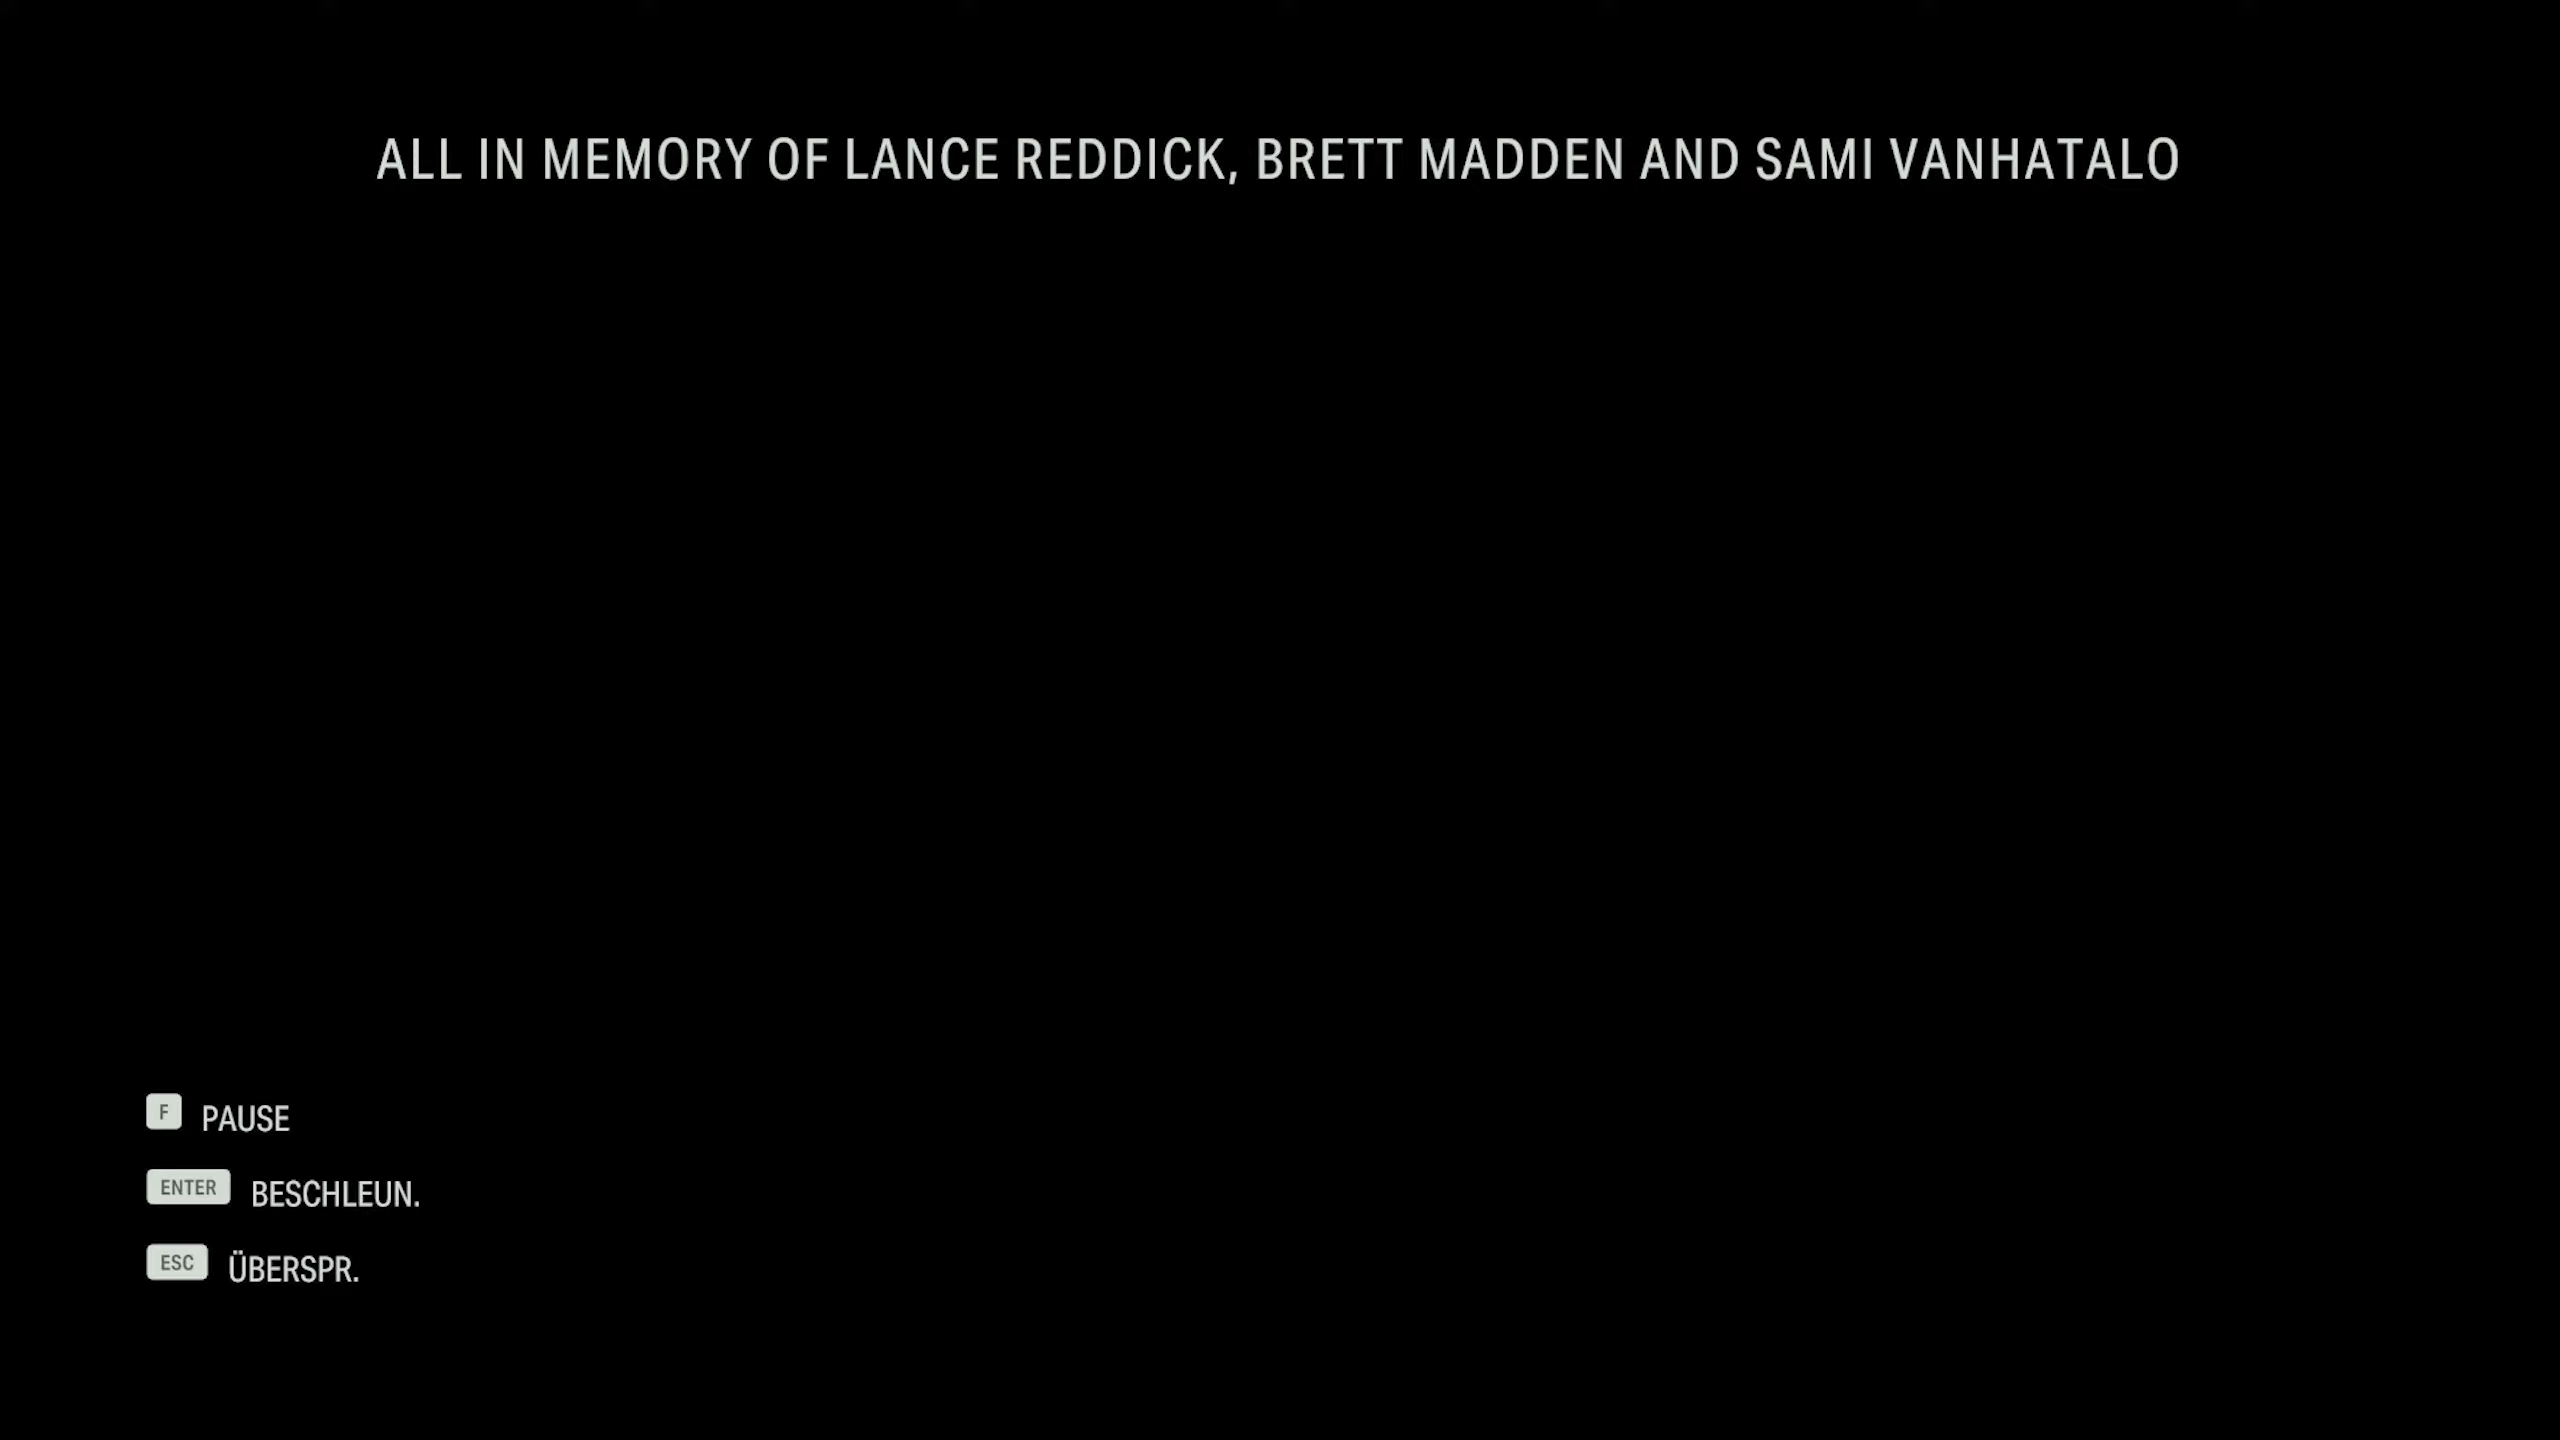 ALL IN MEMORY OF LANCE REDDICK, BRETT MADDEN AND SAMI VANHATALO
F PAUSE
ENTER BESCHLEUN.
ESC ÜBERSPR.